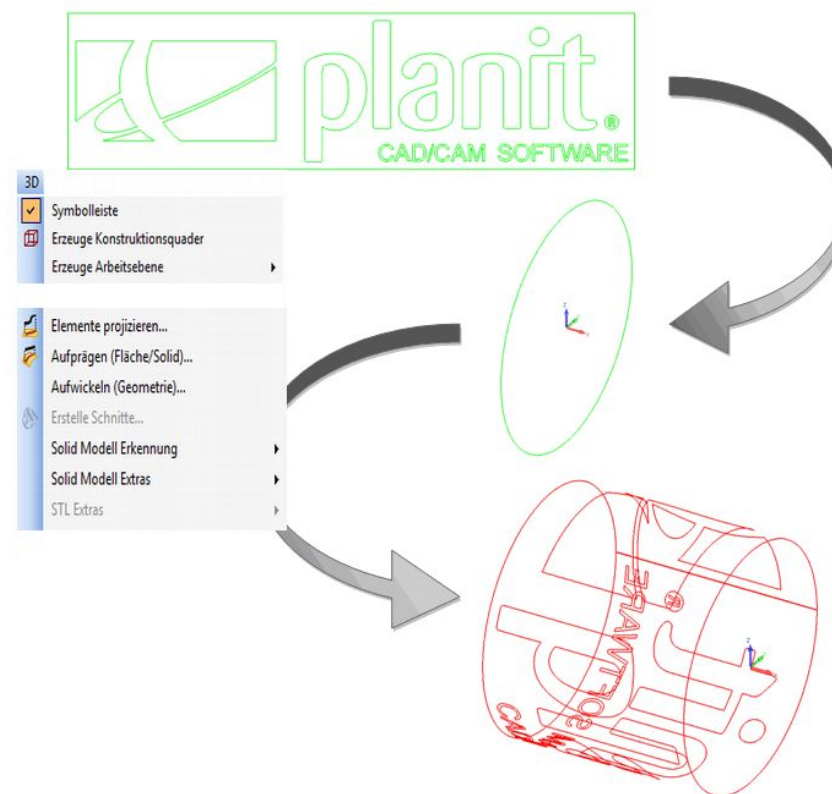 planit®
CAD/CAM SOFTWARE
3D
Symbolleiste
Erzeuge Konstruktionsquader
Erzeuge Arbeitsebene
Elemente projizieren...
Aufprägen (Fläche/Solid)...
Aufwickeln (Geometrie)...
Erstelle Schnitte...
Solid Modell Erkennung
Solid Modell Extras
STL Extras